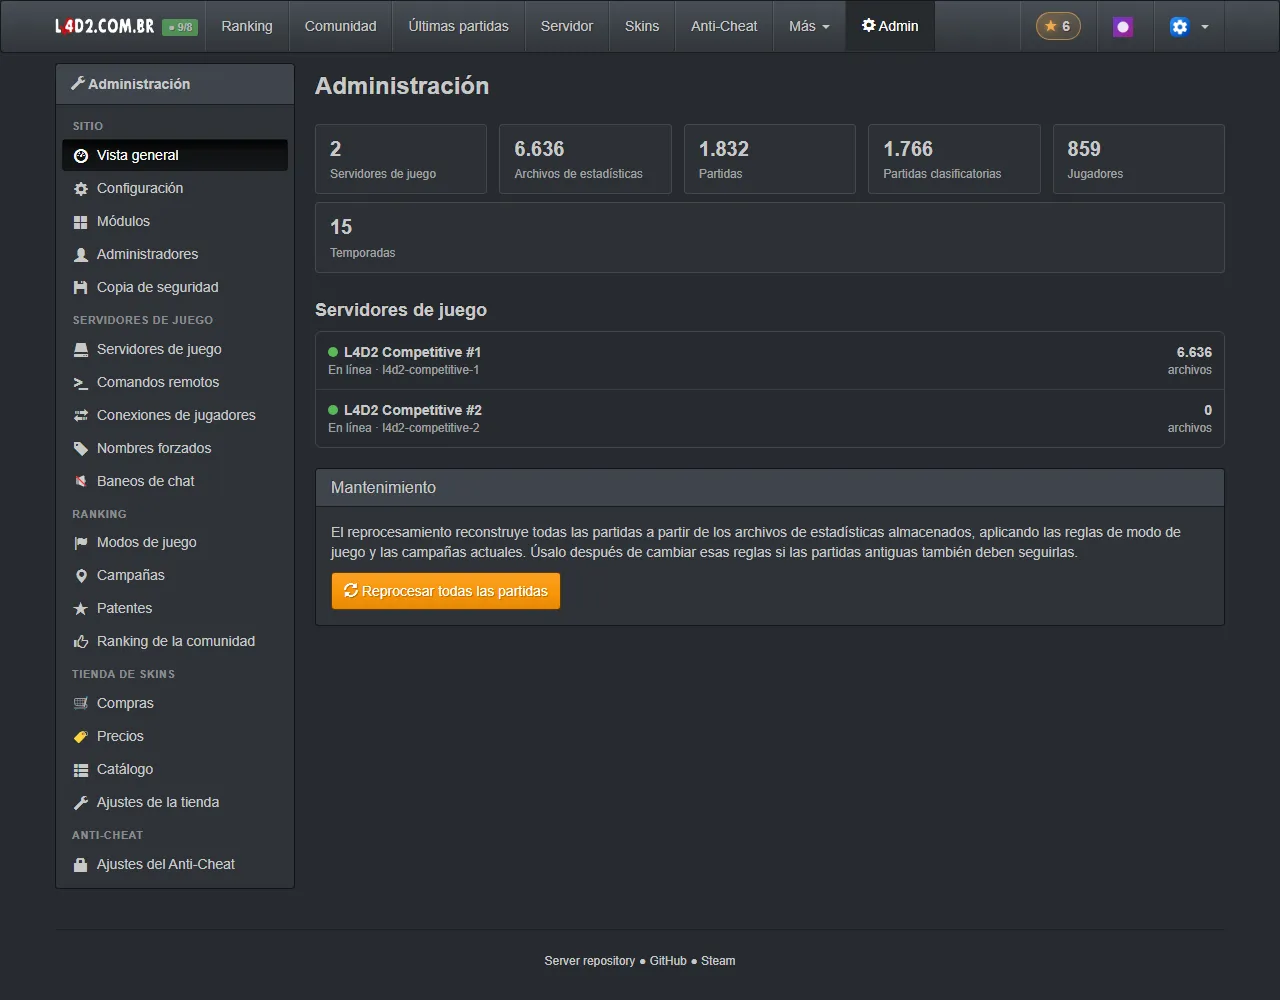 L4D2.COM.BR 9/8 Ranking Comunidad Últimas partidas Servidor Skins Anti-Cheat Más Admin 6
Administración
SITIO
Vista general
Configuración
Módulos
Administradores
Copia de seguridad
SERVIDORES DE JUEGO
Servidores de juego
Comandos remotos
Conexiones de jugadores
Nombres forzados
Baneos de chat
RANKING
Modos de juego
Campañas
Patentes
Ranking de la comunidad
TIENDA DE SKINS
Compras
Precios
Catálogo
Ajustes de la tienda
ANTI-CHEAT
Ajustes del Anti-Cheat
Administración
2
Servidores de juego
6.636
Archivos de estadísticas
1.832
Partidas
1.766
Partidas clasificatorias
859
Jugadores
15
Temporadas
Servidores de juego
L4D2 Competitive #1
En línea · l4d2-competitive-1
6.636
archivos
L4D2 Competitive #2
En línea · l4d2-competitive-2
0
archivos
Mantenimiento
El reprocesamiento reconstruye todas las partidas a partir de los archivos de estadísticas almacenados, aplicando las reglas de modo de
juego y las campañas actuales. Úsalo después de cambiar esas reglas si las partidas antiguas también deben seguirlas.
Reprocesar todas las partidas
Server repository ● GitHub ● Steam